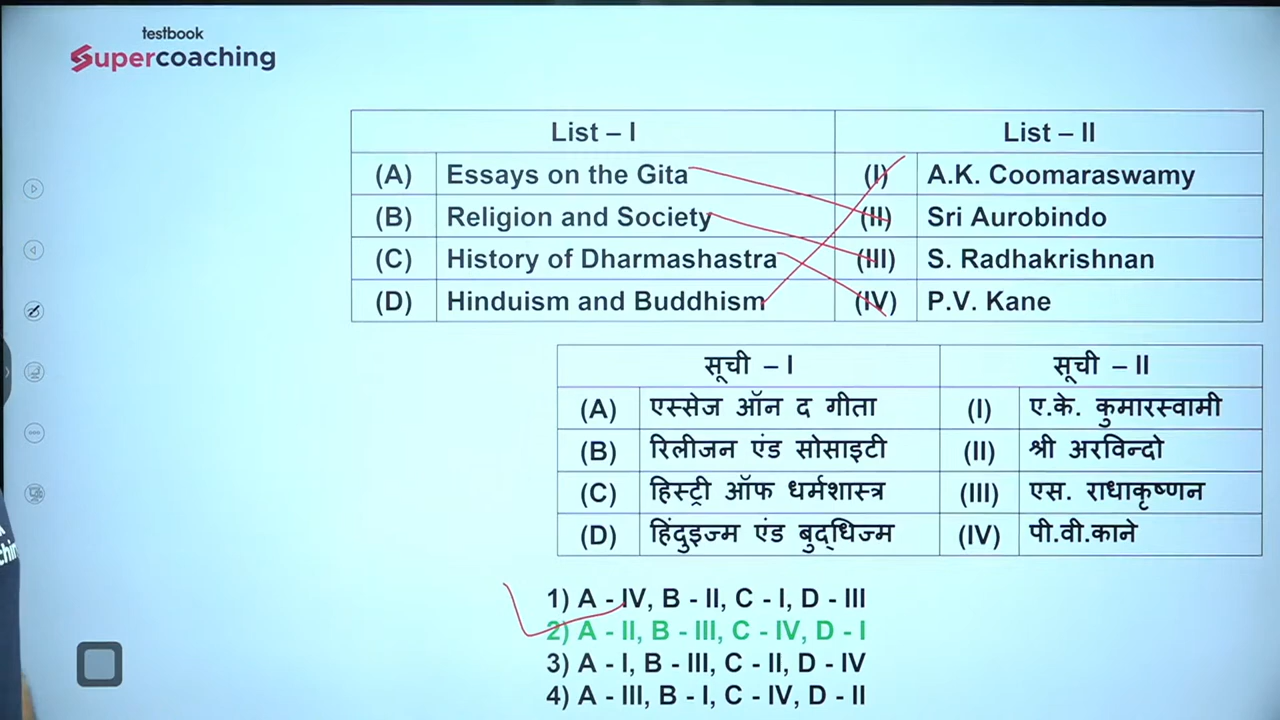 testbook
Supercoaching
List – I List – II
(A) Essays on the Gita (I) A.K. Coomaraswamy
(B) Religion and Society (II) Sri Aurobindo
(C) History of Dharmashastra (III) S. Radhakrishnan
(D) Hinduism and Buddhism (IV) P.V. Kane
सूची – I सूची – II
(A) एस्सेज ऑन द गीता (I) ए.के. कुमारस्वामी
(B) रिलीजन एंड सोसाइटी (II) श्री अरविन्दो
(C) हिस्ट्री ऑफ धर्मशास्त्र (III) एस. राधाकृष्णन
(D) हिंदुइज्म एंड बुद्धिज्म (IV) पी.वी.काने
1) A - IV, B - II, C - I, D - III
2) A - II, B - III, C - IV, D - I
3) A - I, B - III, C - II, D - IV
4) A - III, B - I, C - IV, D - II